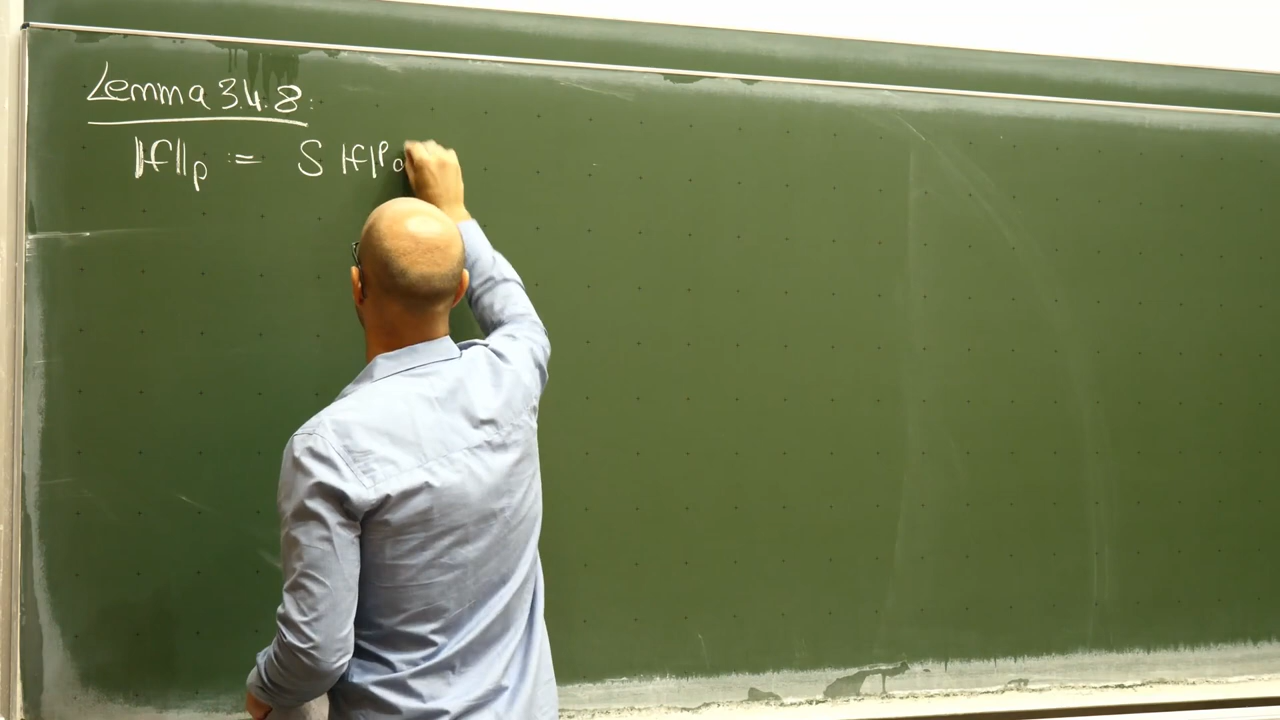 Lemma 3.4.8:
‖f‖p := S |f|^p d